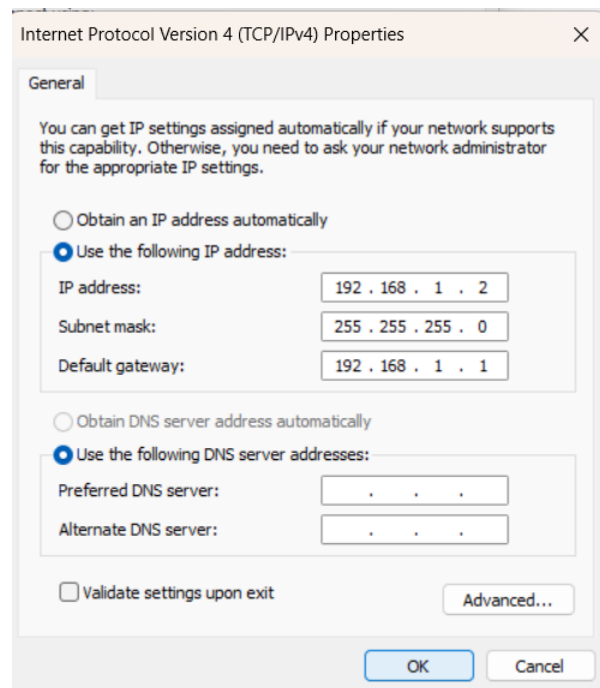 Internet Protocol Version 4 (TCP/IPv4) Properties
General
You can get IP settings assigned automatically if your network supports
this capability. Otherwise, you need to ask your network administrator
for the appropriate IP settings.
Obtain an IP address automatically
Use the following IP address:
IP address: 192 . 168 . 1 . 2
Subnet mask: 255 . 255 . 255 . 0
Default gateway: 192 . 168 . 1 . 1
Obtain DNS server address automatically
Use the following DNS server addresses:
Preferred DNS server: . . .
Alternate DNS server: . . .
Validate settings upon exit
Advanced...
OK Cancel